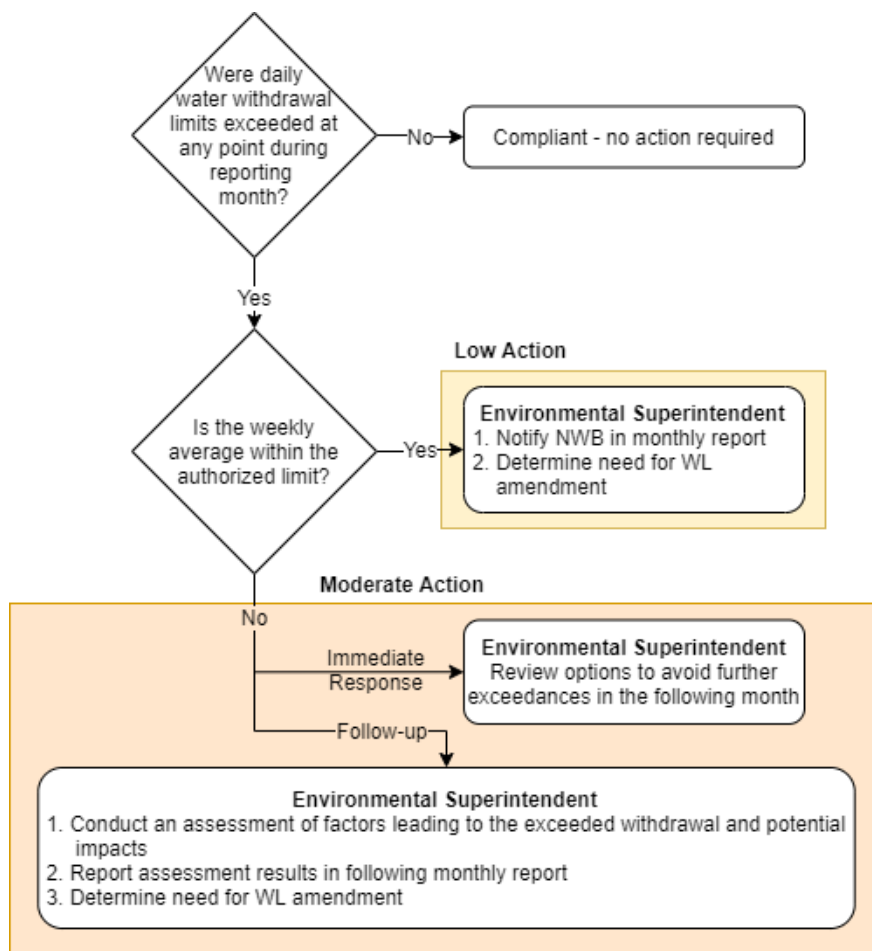 Were daily
water withdrawal
limits exceeded at
any point during
reporting
month?
No
Compliant - no action required
Yes
Low Action
Is the weekly
average within the
authorized limit?
Yes
Environmental Superintendent
1. Notify NWB in monthly report
2. Determine need for WL
amendment
Moderate Action
No
Immediate
Response
Environmental Superintendent
Review options to avoid further
exceedances in the following month
Follow-up
Environmental Superintendent
1. Conduct an assessment of factors leading to the exceeded withdrawal and potential
impacts
2. Report assessment results in following monthly report
3. Determine need for WL amendment